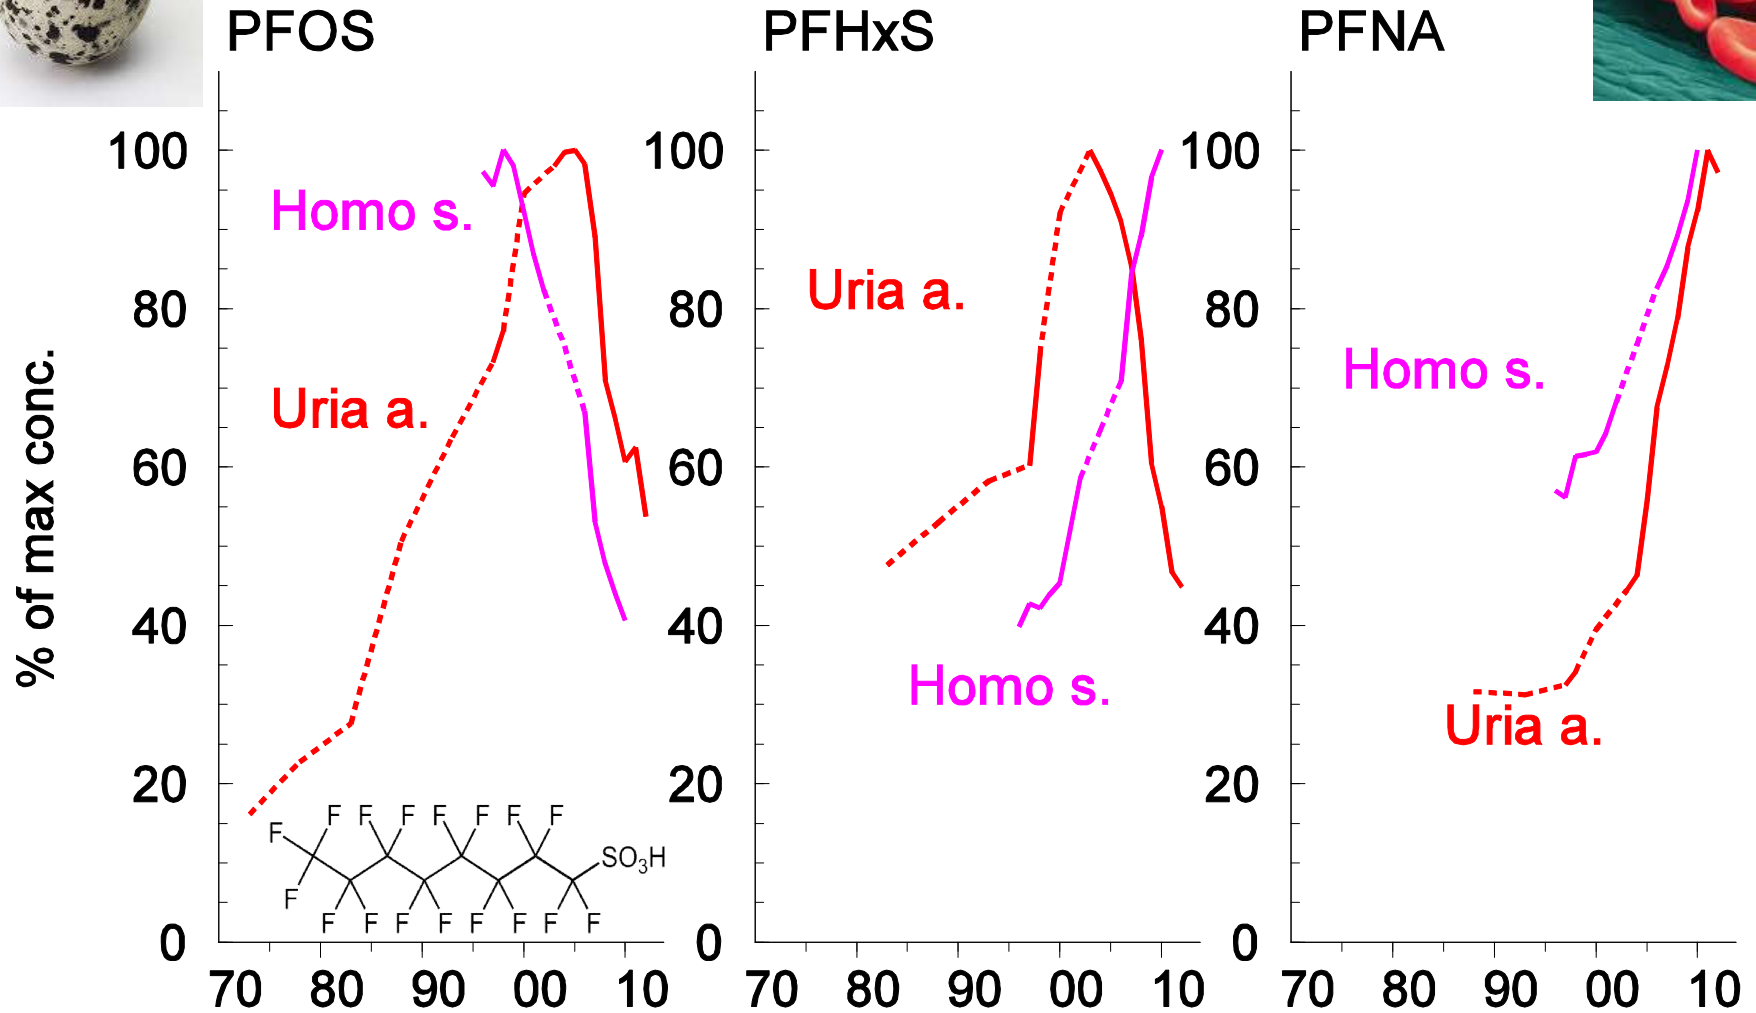 PFOS PFHxS PFNA
100 100 100
Homo s.
80 Uria a. 80 80
Homo s.
Uria a.
% of max conc.
60 60 60
40 40 40
Homo s.
Uria a.
20 20 20
F F F F F F F F
SO3H
F
F F F F F F F F
0 0 0
70 80 90 00 10 70 80 90 00 10 70 80 90 00 10